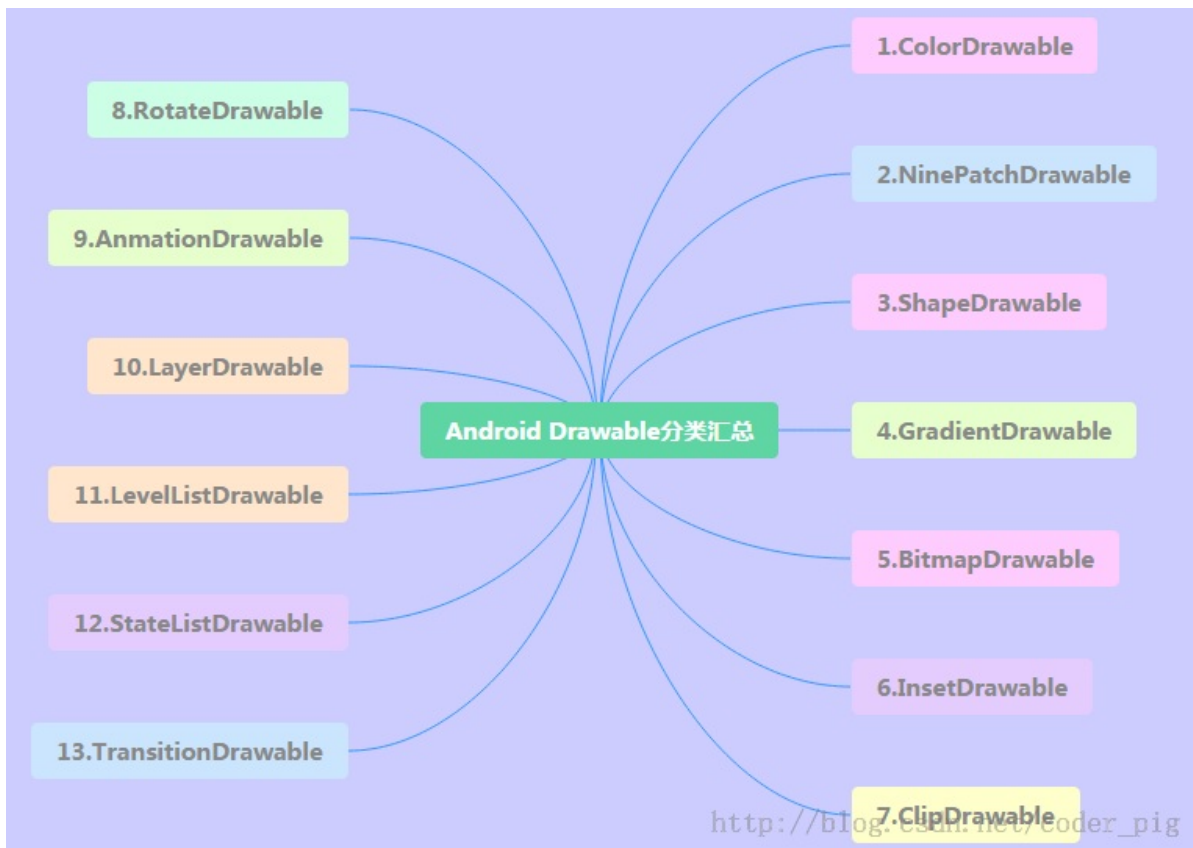 1.ColorDrawable
2.NinePatchDrawable
3.ShapeDrawable
4.GradientDrawable
5.BitmapDrawable
6.InsetDrawable
7.ClipDrawable
8.RotateDrawable
9.AnmationDrawable
10.LayerDrawable
11.LevelListDrawable
12.StateListDrawable
13.TransitionDrawable
Android Drawable分类汇总
http://blog.csdn.net/coder_pig